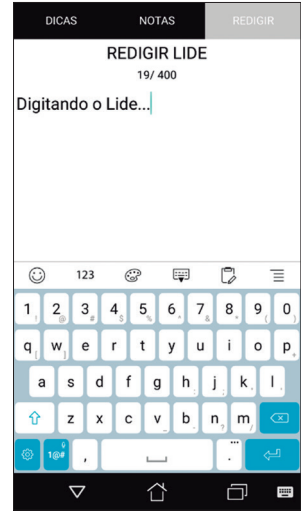 DICAS NOTAS REDIGIR
REDIGIR LIDE
19/ 400
Digitando o Lide...
123
1 ! 2 @ 3 # 4 $ 5 % 6 7 & 8 * 9 ( 0 )
q w e r t y u i o p
a s d f g h j k l
z x c v b n m
1@# , .